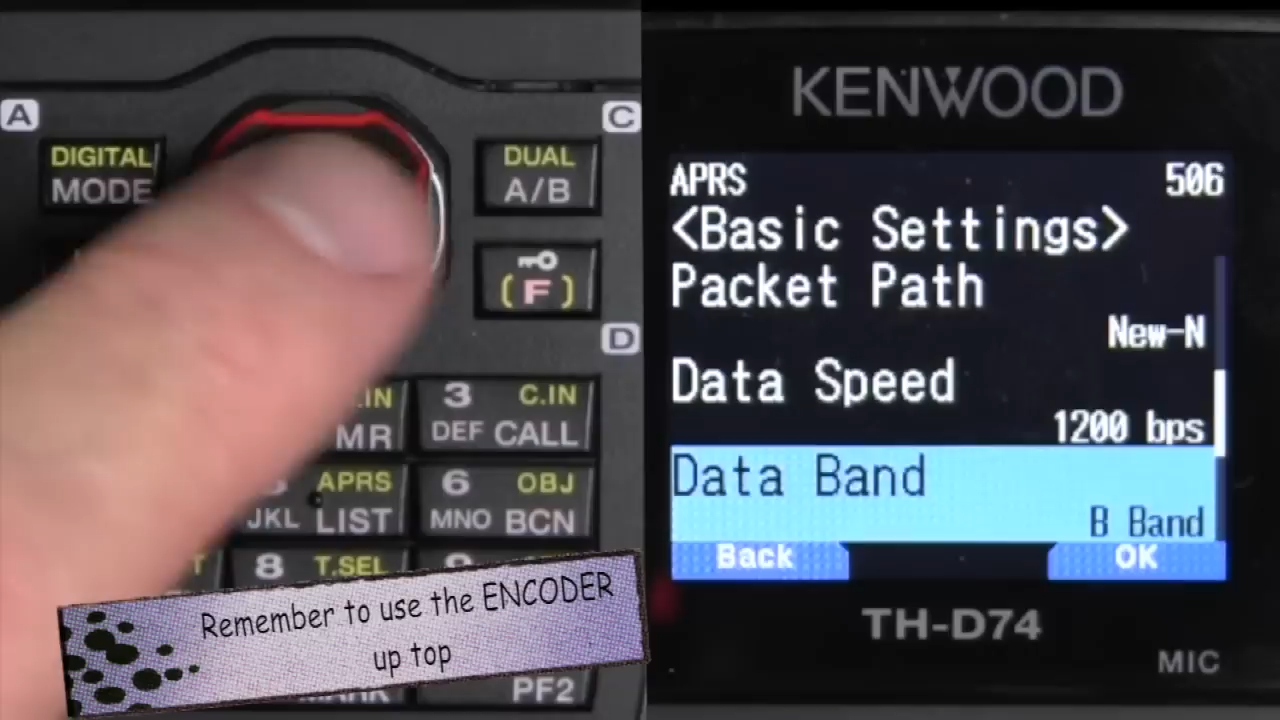 A
C
DIGITAL
DUAL
MODE
A/B
(F)
D
.IN
3 C.IN
MR
DEF CALL
APRS
6 OBJ
JKL LIST
MNO BCN
8 T.SEL
Remember to use the ENCODER
up top
PF2
KENWOOD
APRS 506
<Basic Settings>
Packet Path
New-N
Data Speed
1200 bps
Data Band
B Band
Back OK
TH-D74
MIC